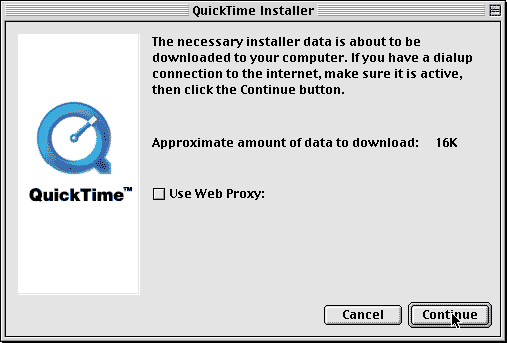 QuickTime Installer
The necessary installer data is about to be
downloaded to your computer. If you have a dialup
connection to the internet, make sure it is active,
then click the Continue button.
Approximate amount of data to download: 16K
QuickTime™
Use Web Proxy:
Cancel
Continue